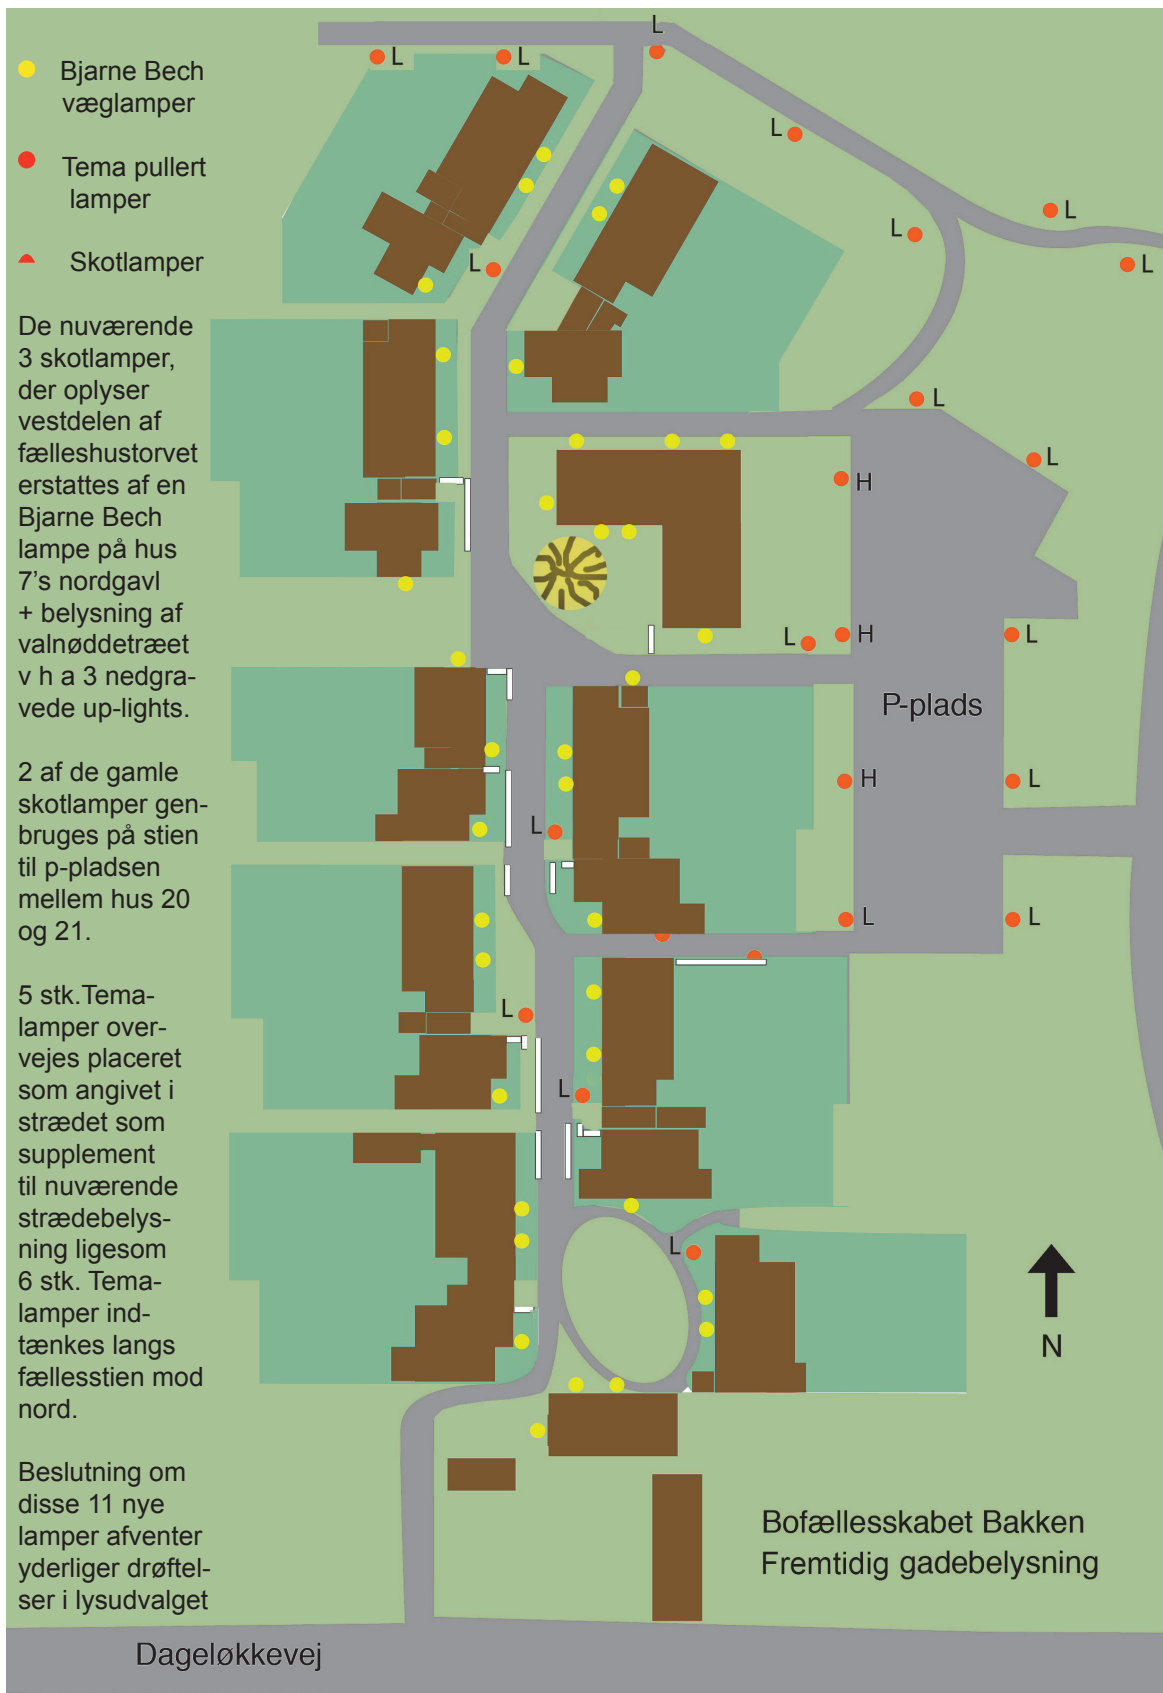 Bjarne Bech
væglamper
Tema pullert
lamper
Skotlamper
De nuværende
3 skotlamper,
der oplyser
vestdelen af
fælleshustorvet
erstattes af en
Bjarne Bech
lampe på hus
7's nordgavl
+ belysning af
valnøddetræet
v h a 3 nedgra-
vede up-lights.
2 af de gamle
skotlamper gen-
bruges på stien
til p-pladsen
mellem hus 20
og 21.
5 stk.Tema-
lamper over-
vejes placeret
som angivet i
strædet som
supplement
til nuværende
strædebelys-
ning ligesom
6 stk. Tema-
lamper ind-
tænkes langs
fællesstien mod
nord.
Beslutning om
disse 11 nye
lamper afventer
yderliger drøftel-
ser i lysudvalget
L
L
L
L
L
L
L
L
L
L
H
L
H
L
P-plads
H
L
L
L
L
L
L
L
N
Bofællesskabet Bakken
Fremtidig gadebelysning
Dageløkkevej